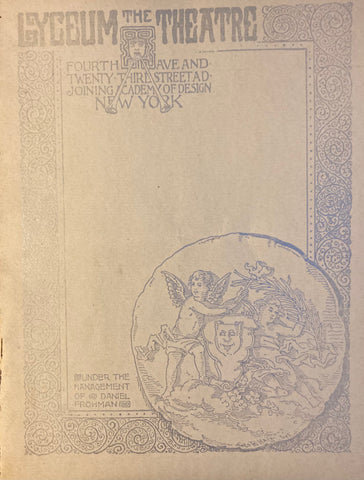 THE
LYCEUM THEATRE
FOURTH AVE AND
TWENTY THIRD STREET AD-
JOINING ACADEMY OF DESIGN
NEW YORK
UNDER THE
MANAGEMENT
OF DANIEL
FROHMAN